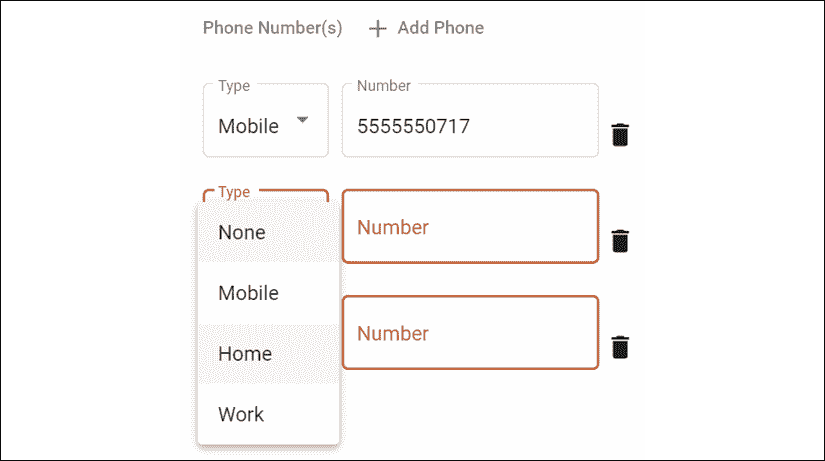 Phone Number(s) + Add Phone
Type Number
Mobile 5555550717
Type
None Number
Mobile
Home Number
Work